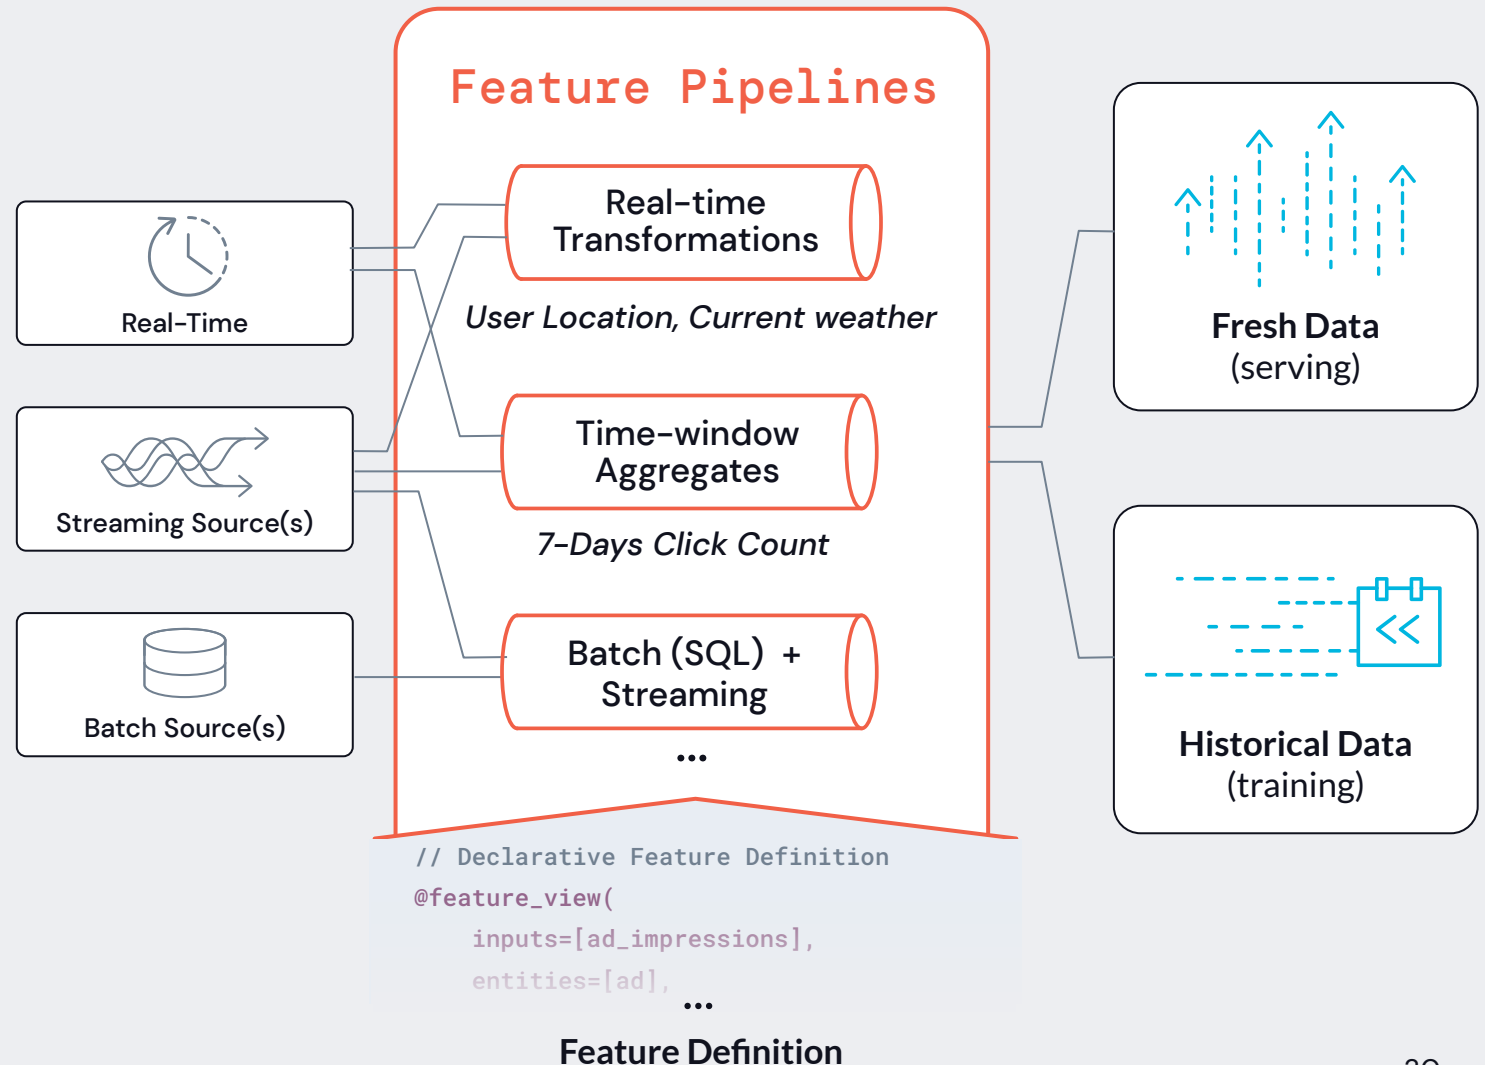 Feature Pipelines
Real-Time
Streaming Source(s)
Batch Source(s)
Real-time
Transformations
User Location, Current weather
Time-window
Aggregates
7-Days Click Count
Batch (SQL) +
Streaming
...
Fresh Data
(serving)
Historical Data
(training)
// Declarative Feature Definition
@feature_view(
inputs=[ad_impressions],
entities=[ad],
...
Feature Definition